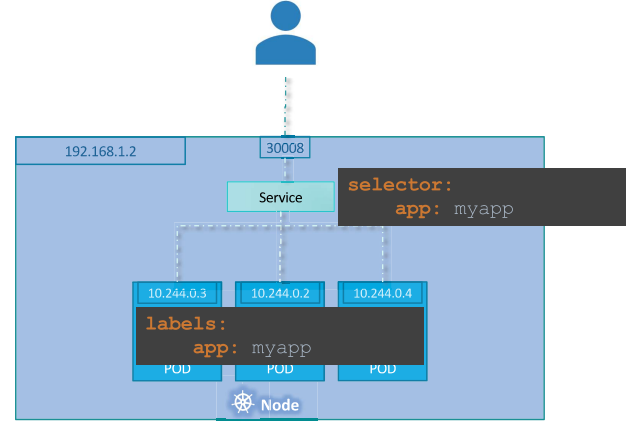 192.168.1.2
30008
Service
selector:
    app: myapp
10.244.0.3
10.244.0.2
10.244.0.4
labels:
    app: myapp
POD
POD
POD
Node